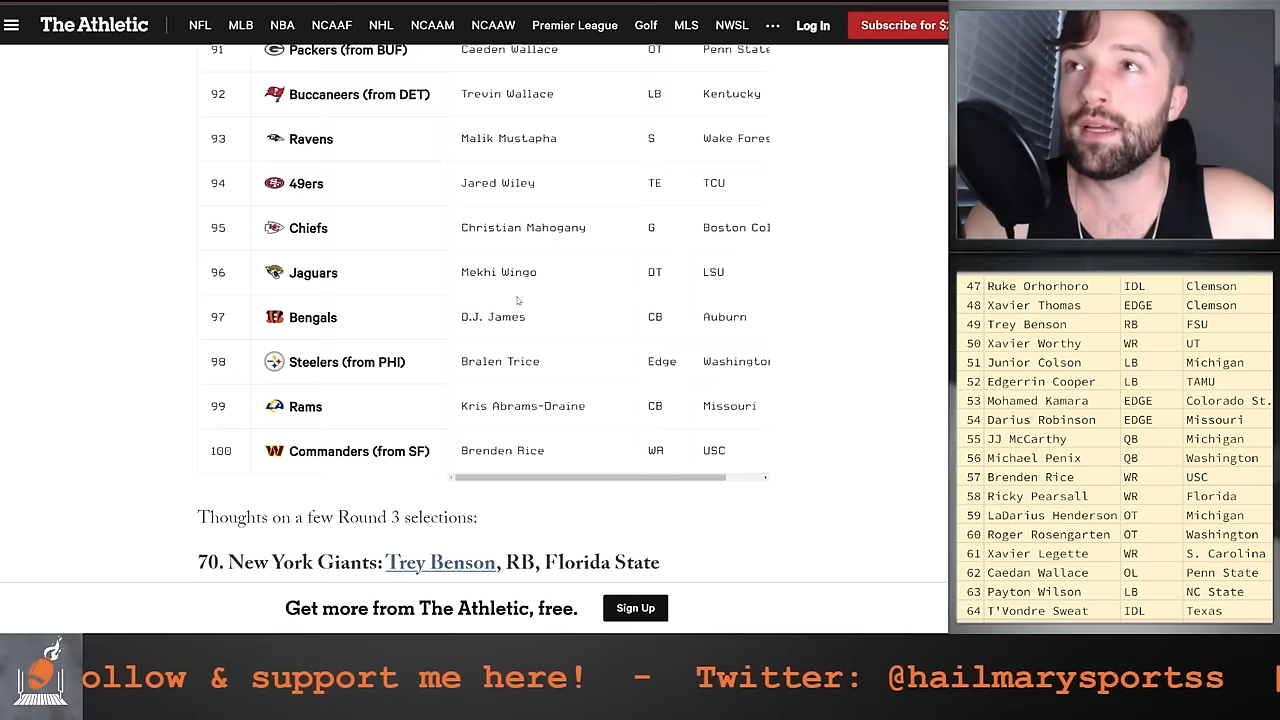 The Athletic NFL MLB NBA NCAAF NHL NCAAM NCAAW Premier League Golf MLS NWSL ... Log In Subscribe for $
91 Packers (from BUF) Caeden Wallace OT Penn State
92 Buccaneers (from DET) Trevin Wallace LB Kentucky
93 Ravens Malik Mustapha S Wake Fores
94 49ers Jared Wiley TE TCU
95 Chiefs Christian Mahogany G Boston Col
96 Jaguars Mekhi Wingo DT LSU
97 Bengals D.J. James CB Auburn
98 Steelers (from PHI) Bralen Trice Edge Washington
99 Rams Kris Abrams-Draine CB Missouri
100 Commanders (from SF) Brenden Rice WR USC
Thoughts on a few Round 3 selections:
70. New York Giants: Trey Benson, RB, Florida State
Get more from The Athletic, free. Sign Up
47 Ruke Orhorhoro IDL Clemson
48 Xavier Thomas EDGE Clemson
49 Trey Benson RB FSU
50 Xavier Worthy WR UT
51 Junior Colson LB Michigan
52 Edgerrin Cooper LB TAMU
53 Mohamed Kamara EDGE Colorado St.
54 Darius Robinson EDGE Missouri
55 JJ McCarthy QB Michigan
56 Michael Penix QB Washington
57 Brenden Rice WR USC
58 Ricky Pearsall WR Florida
59 LaDarius Henderson OT Michigan
60 Roger Rosengarten OT Washington
61 Xavier Legette WR S. Carolina
62 Caedan Wallace OL Penn State
63 Payton Wilson LB NC State
64 T'Vondre Sweat IDL Texas
ollow & support me here! - Twitter: @hailmarysportss